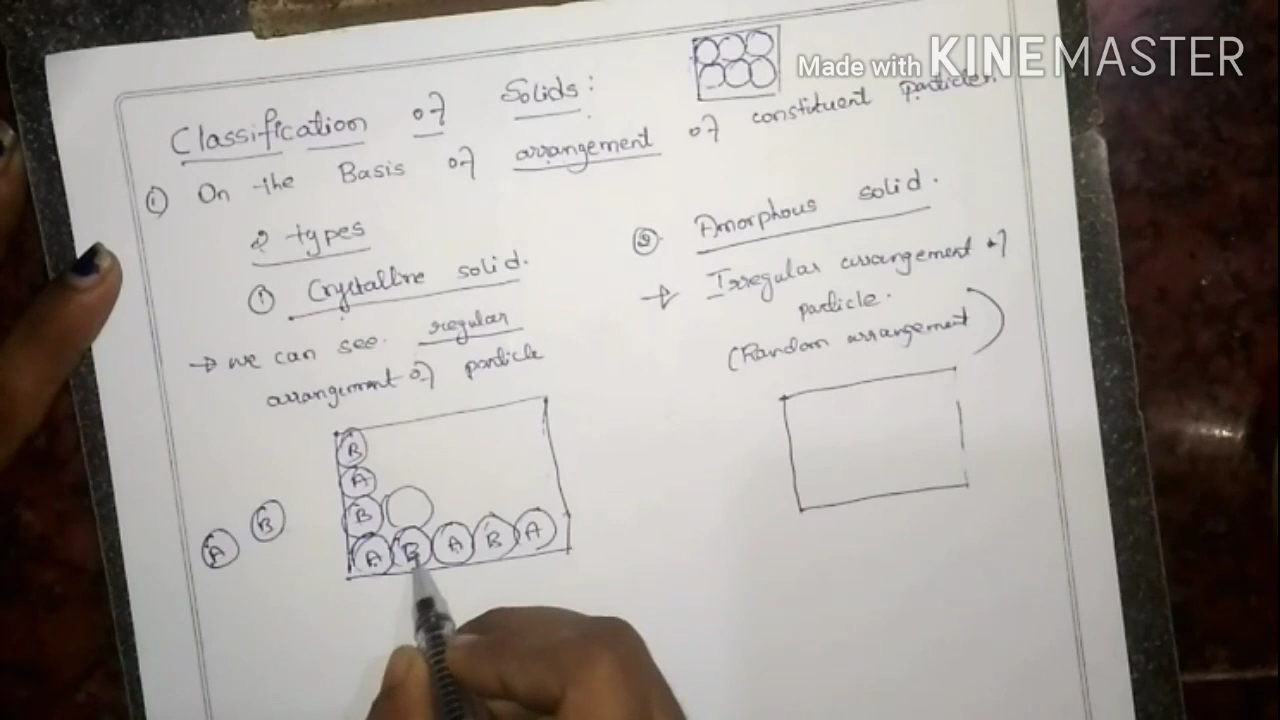 Made with KINEMASTER
Classification of Solids:
① On the Basis of arrangement of constituent particles.
2 types
① Crystalline solid.
→ we can see regular
arrangement of particle
② Amorphous solid.
→ Irregular arrangement of
particle.
(Random arrangement)
B
A
B
A B A B A
A B